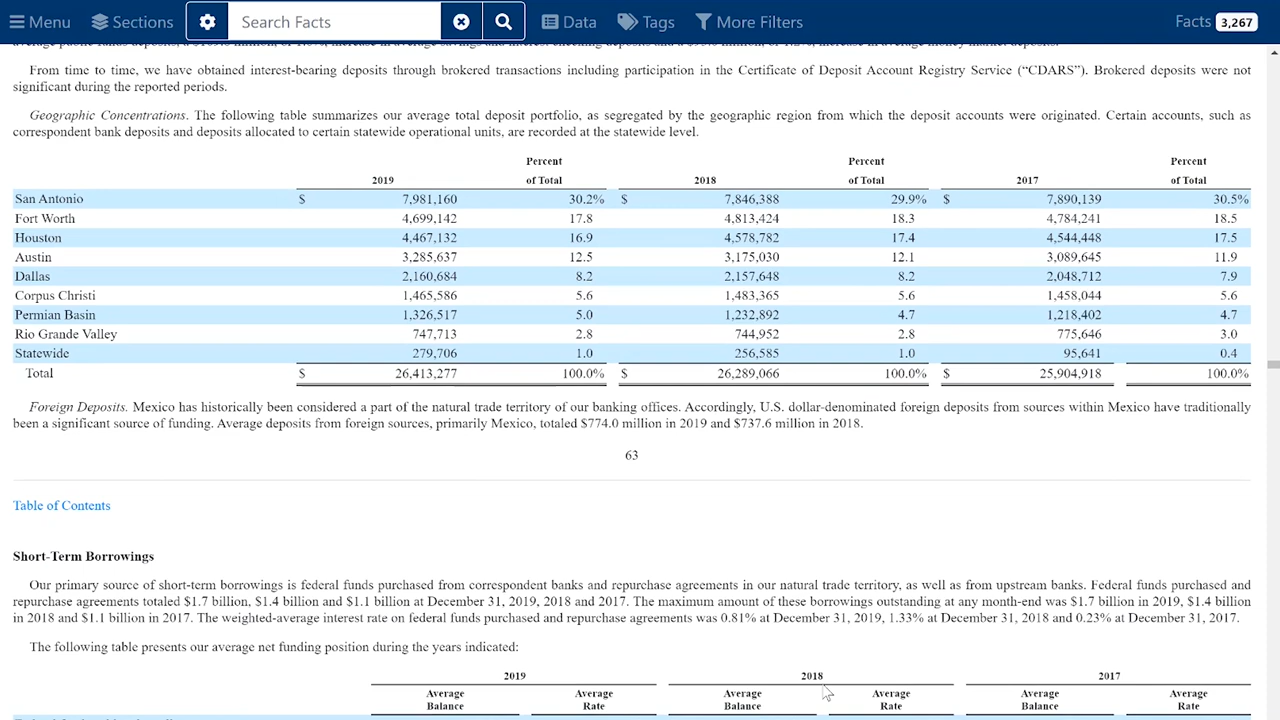 Menu Sections Search Facts Data Tags More Filters Facts 3,267
From time to time, we have obtained interest-bearing deposits through brokered transactions including participation in the Certificate of Deposit Account Registry Service (“CDARS”). Brokered deposits were not
significant during the reported periods.
Geographic Concentrations. The following table summarizes our average total deposit portfolio, as segregated by the geographic region from which the deposit accounts were originated. Certain accounts, such as
correspondent bank deposits and deposits allocated to certain statewide operational units, are recorded at the statewide level.
Percent Percent Percent
2019 of Total 2018 of Total 2017 of Total
San Antonio $ 7,981,160 30.2% $ 7,846,388 29.9% $ 7,890,139 30.5%
Fort Worth 4,699,142 17.8 4,813,424 18.3 4,784,241 18.5
Houston 4,467,132 16.9 4,578,782 17.4 4,544,448 17.5
Austin 3,285,637 12.5 3,175,030 12.1 3,089,645 11.9
Dallas 2,160,684 8.2 2,157,648 8.2 2,048,712 7.9
Corpus Christi 1,465,586 5.6 1,483,365 5.6 1,458,044 5.6
Permian Basin 1,326,517 5.0 1,232,892 4.7 1,218,402 4.7
Rio Grande Valley 747,713 2.8 744,952 2.8 775,646 3.0
Statewide 279,706 1.0 256,585 1.0 95,641 0.4
Total $ 26,413,277 100.0% $ 26,289,066 100.0% $ 25,904,918 100.0%
Foreign Deposits. Mexico has historically been considered a part of the natural trade territory of our banking offices. Accordingly, U.S. dollar-denominated foreign deposits from sources within Mexico have traditionally
been a significant source of funding. Average deposits from foreign sources, primarily Mexico, totaled $774.0 million in 2019 and $737.6 million in 2018.
63
Table of Contents
Short-Term Borrowings
Our primary source of short-term borrowings is federal funds purchased from correspondent banks and repurchase agreements in our natural trade territory, as well as from upstream banks. Federal funds purchased and
repurchase agreements totaled $1.7 billion, $1.4 billion and $1.1 billion at December 31, 2019, 2018 and 2017. The maximum amount of these borrowings outstanding at any month-end was $1.7 billion in 2019, $1.4 billion
in 2018 and $1.1 billion in 2017. The weighted-average interest rate on federal funds purchased and repurchase agreements was 0.81% at December 31, 2019, 1.33% at December 31, 2018 and 0.23% at December 31, 2017.
The following table presents our average net funding position during the years indicated:
2019 2018 2017
Average Average Average Average Average Average
Balance Rate Balance Rate Balance Rate